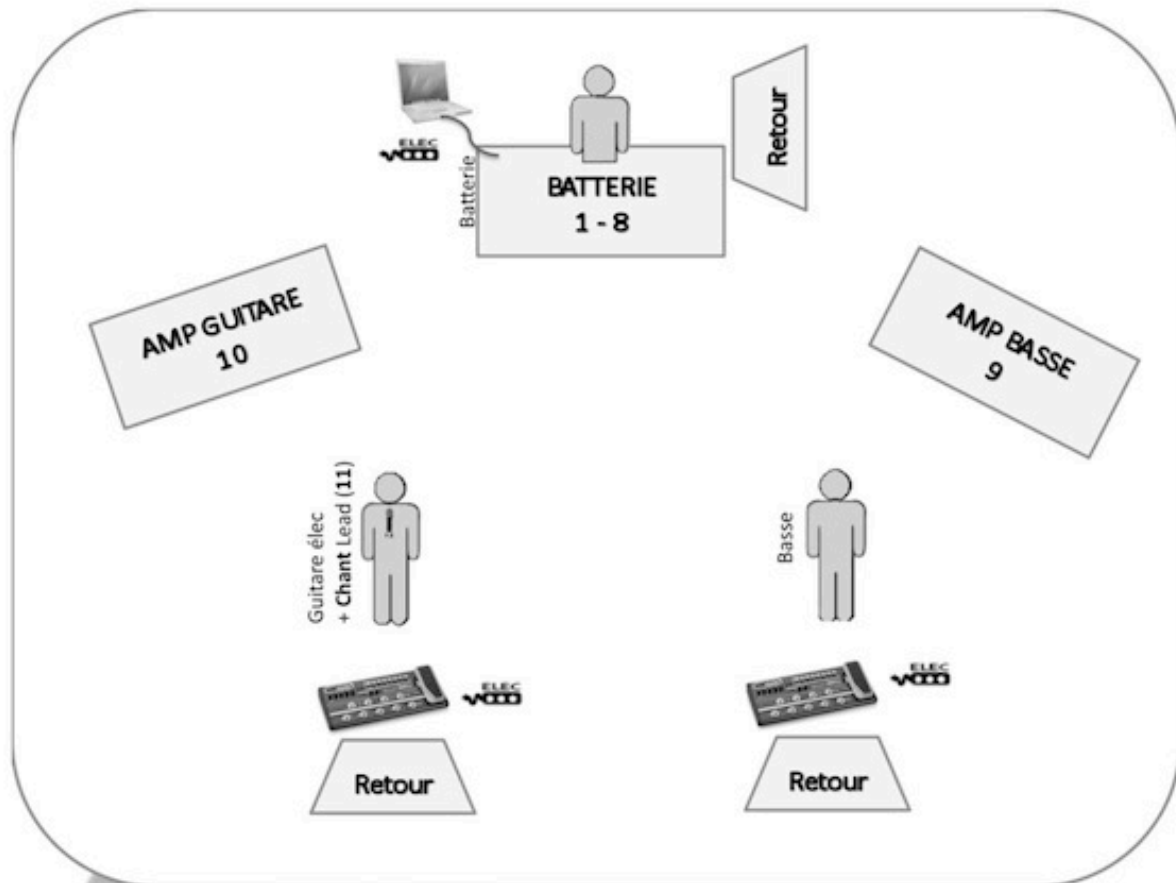 ELEC
Batterie
BATTERIE
1 - 8
Retour
AMP GUITARE
10
AMP BASSE
9
Guitare élec
+ Chant Lead (11)
Basse
ELEC
ELEC
Retour
Retour